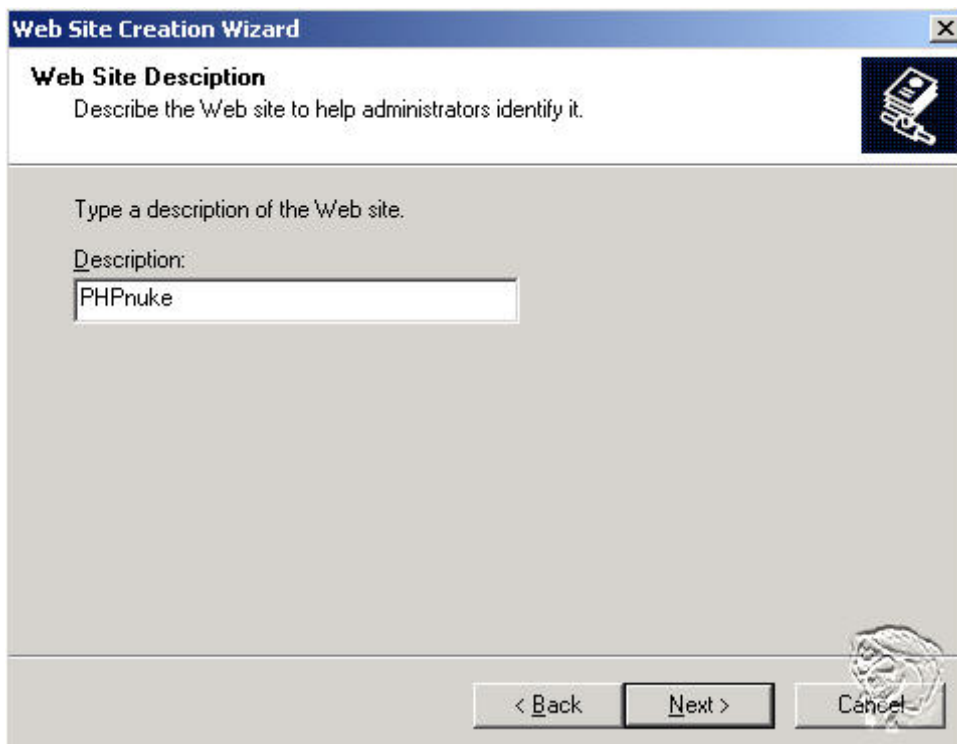 Web Site Creation Wizard
Web Site Desciption
Describe the Web site to help administrators identify it.
Type a description of the Web site.
Description:
PHPnuke
< Back Next > Cancel